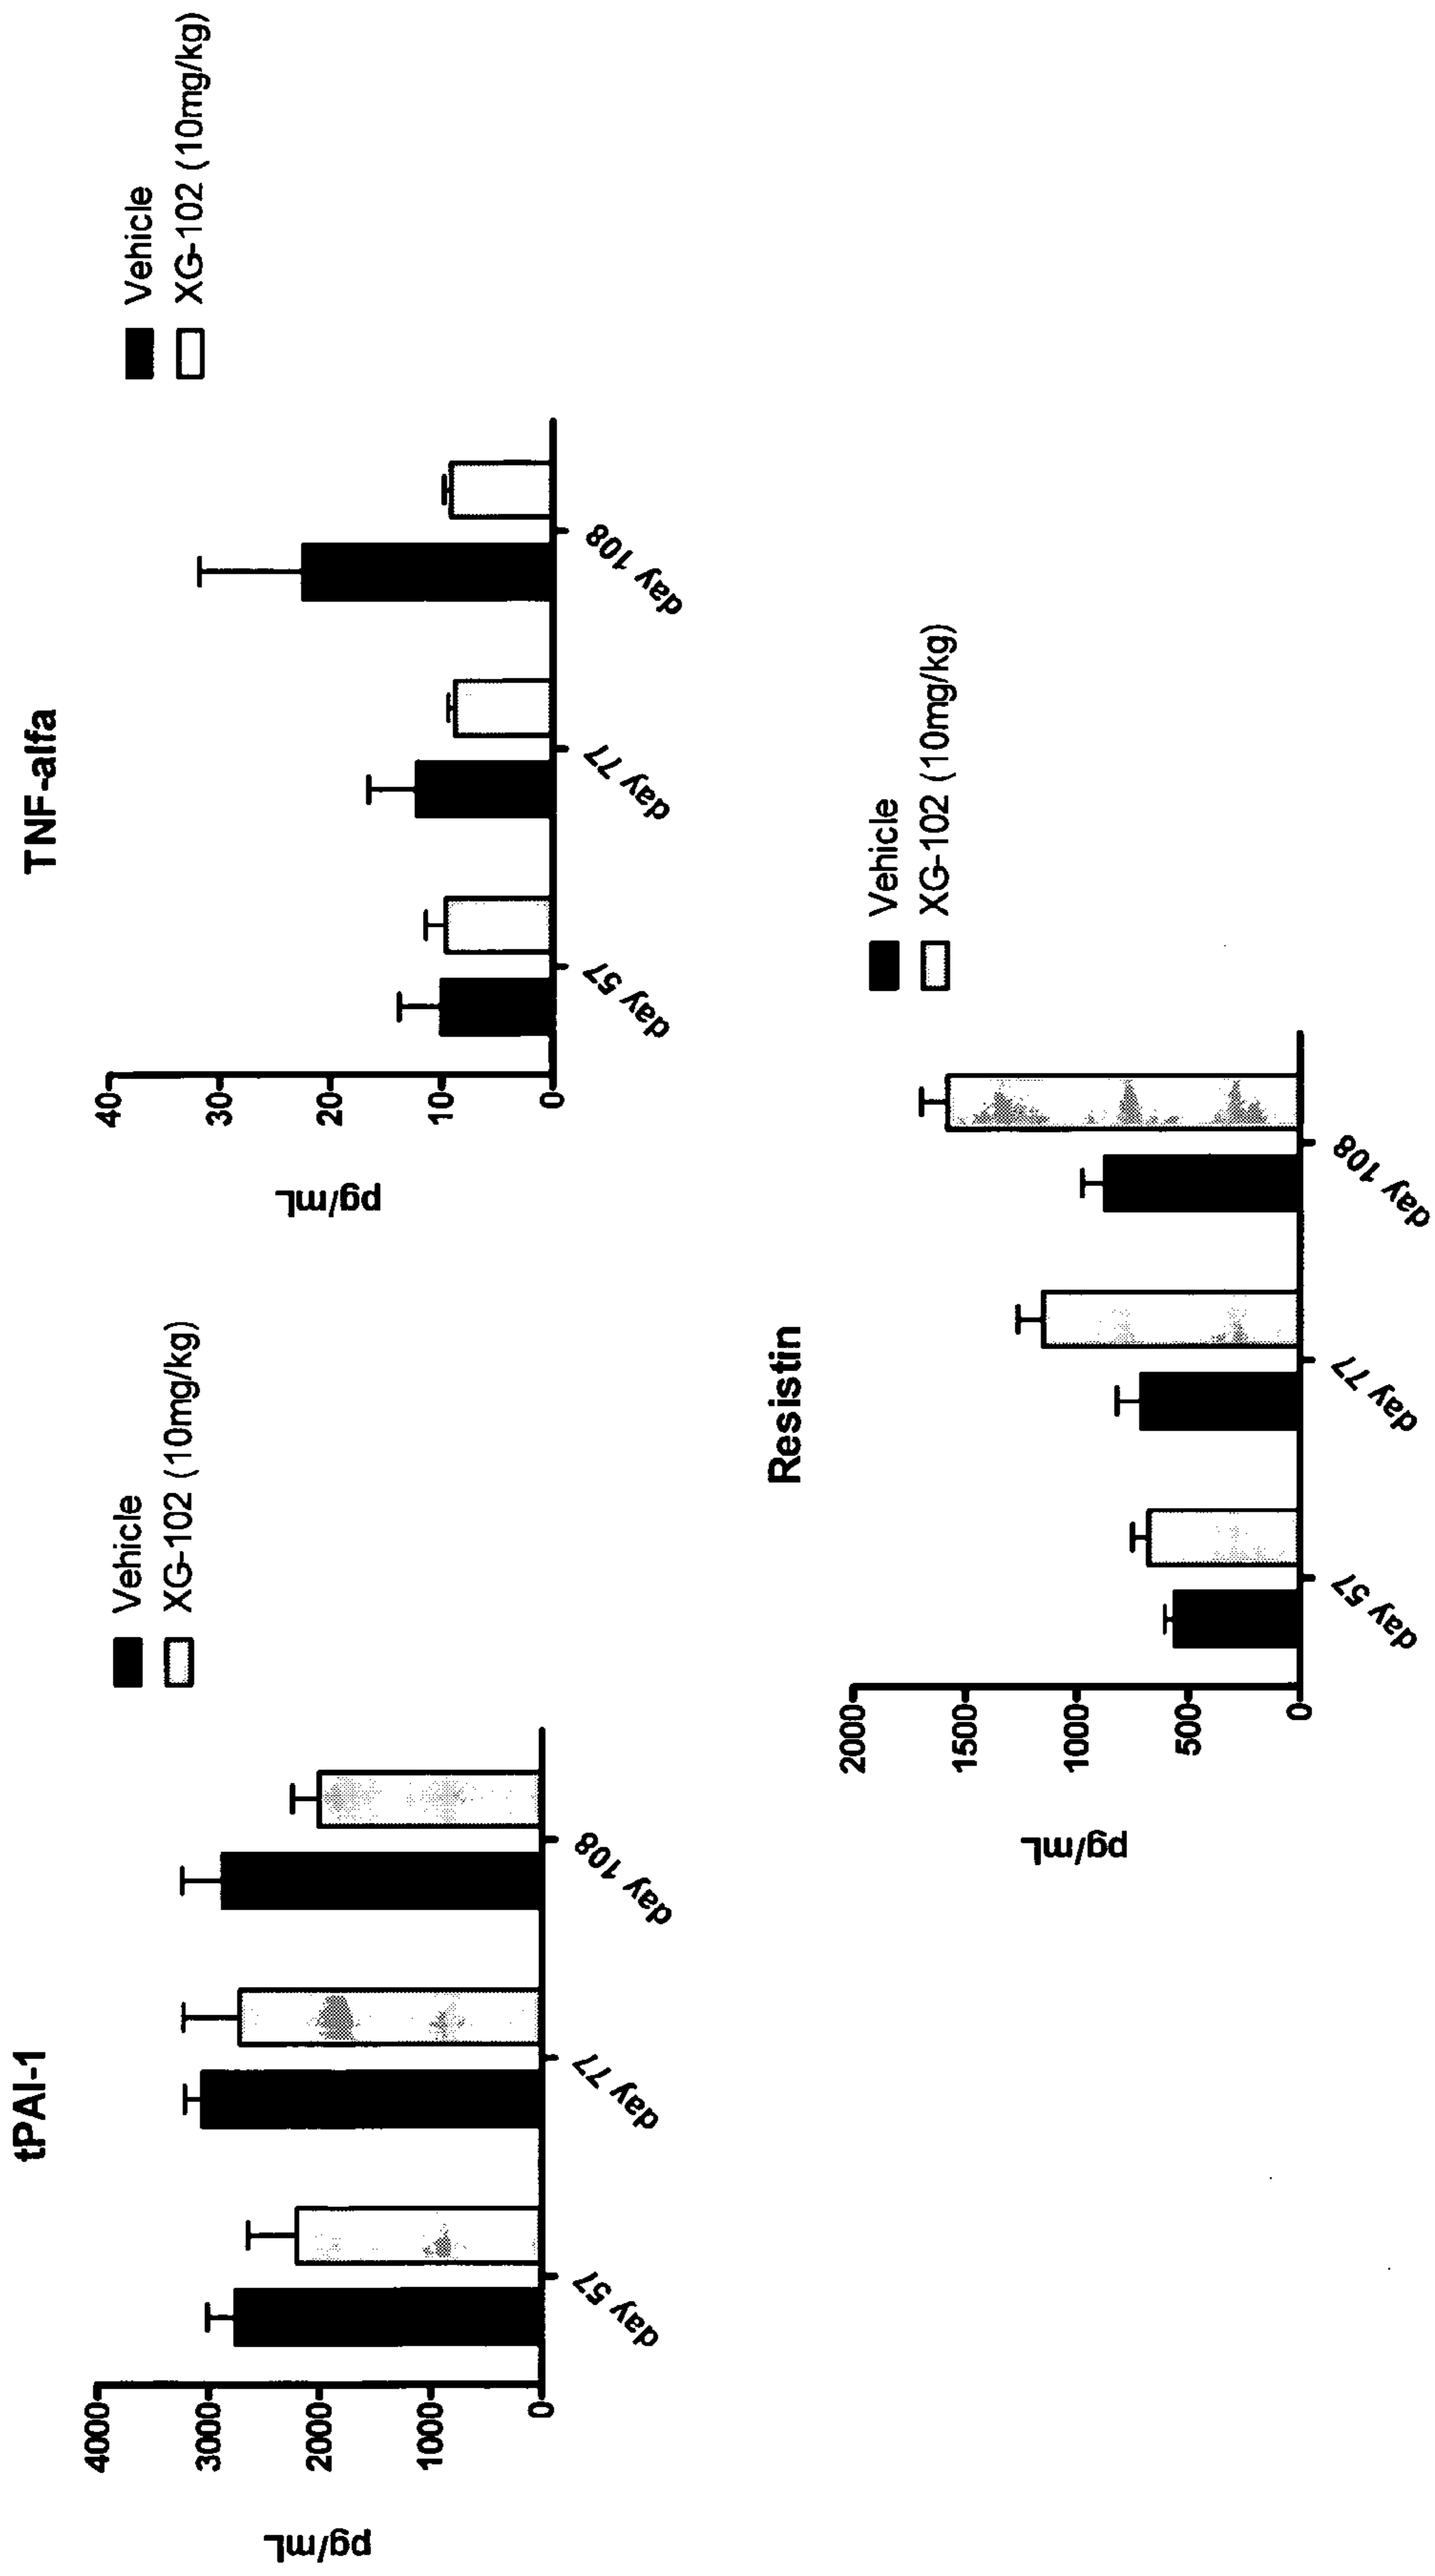 tPAI-1
Vehicle
XG-102 (10mg/kg)
pg/mL
4000
3000
2000
1000
0
day 57
day 77
day 108
TNF-alfa
Vehicle
XG-102 (10mg/kg)
pg/mL
40
30
20
10
0
day 57
day 77
day 108
Resistin
Vehicle
XG-102 (10mg/kg)
pg/mL
2000
1500
1000
500
0
day 57
day 77
day 108